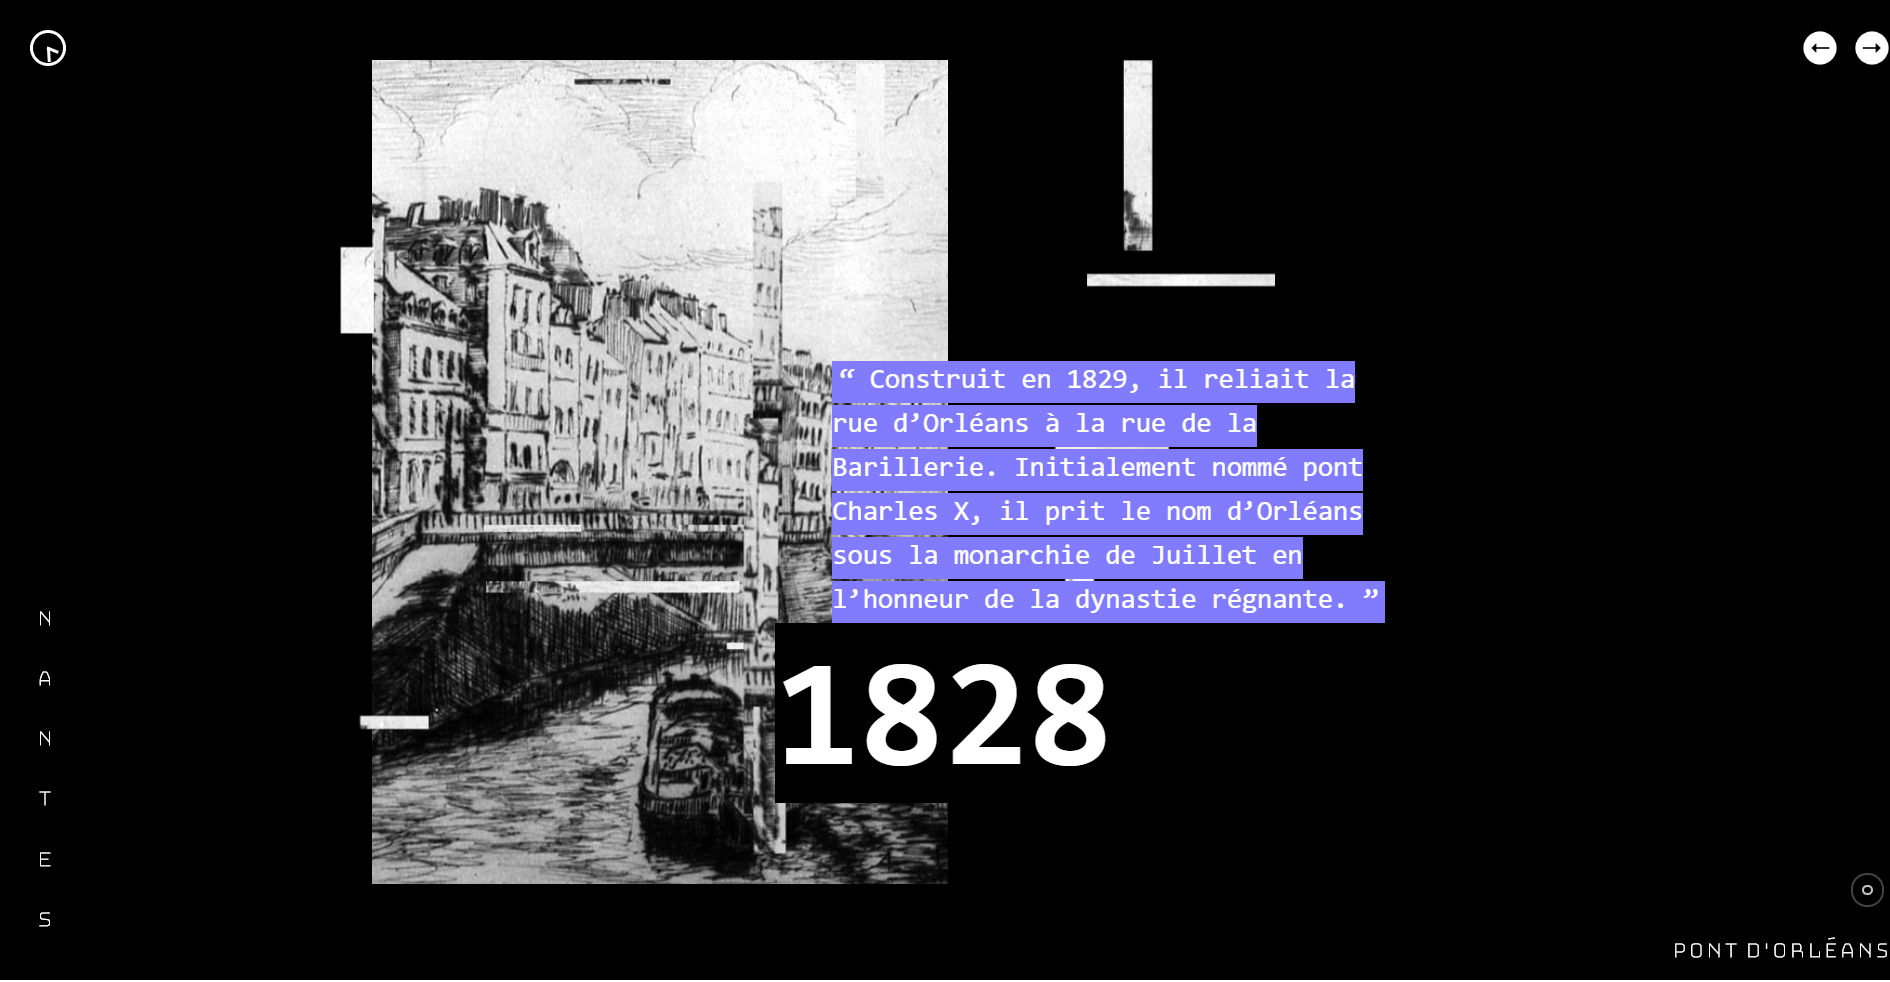 “ Construit en 1829, il reliait la
rue d’Orléans à la rue de la
Barillerie. Initialement nommé pont
Charles X, il prit le nom d’Orléans
sous la monarchie de Juillet en
l’honneur de la dynastie régnante. ”
1828
NANTES
PONT D'ORLÉANS